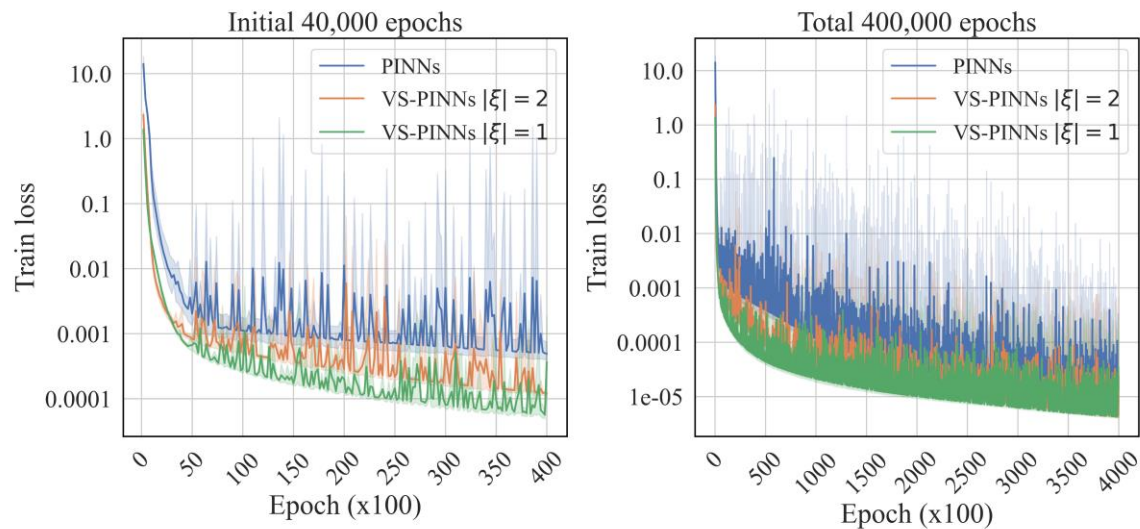 Initial 40,000 epochs
PINNs
VS-PINNs |ξ| = 2
VS-PINNs |ξ| = 1
10.0
1.0
0.1
0.01
0.001
0.0001
Train loss
0 50 100 150 200 250 300 350 400
Epoch (x100)
Total 400,000 epochs
PINNs
VS-PINNs |ξ| = 2
VS-PINNs |ξ| = 1
10.0
1.0
0.1
0.01
0.001
0.0001
1e-05
Train loss
0 500 1000 1500 2000 2500 3000 3500 4000
Epoch (x100)